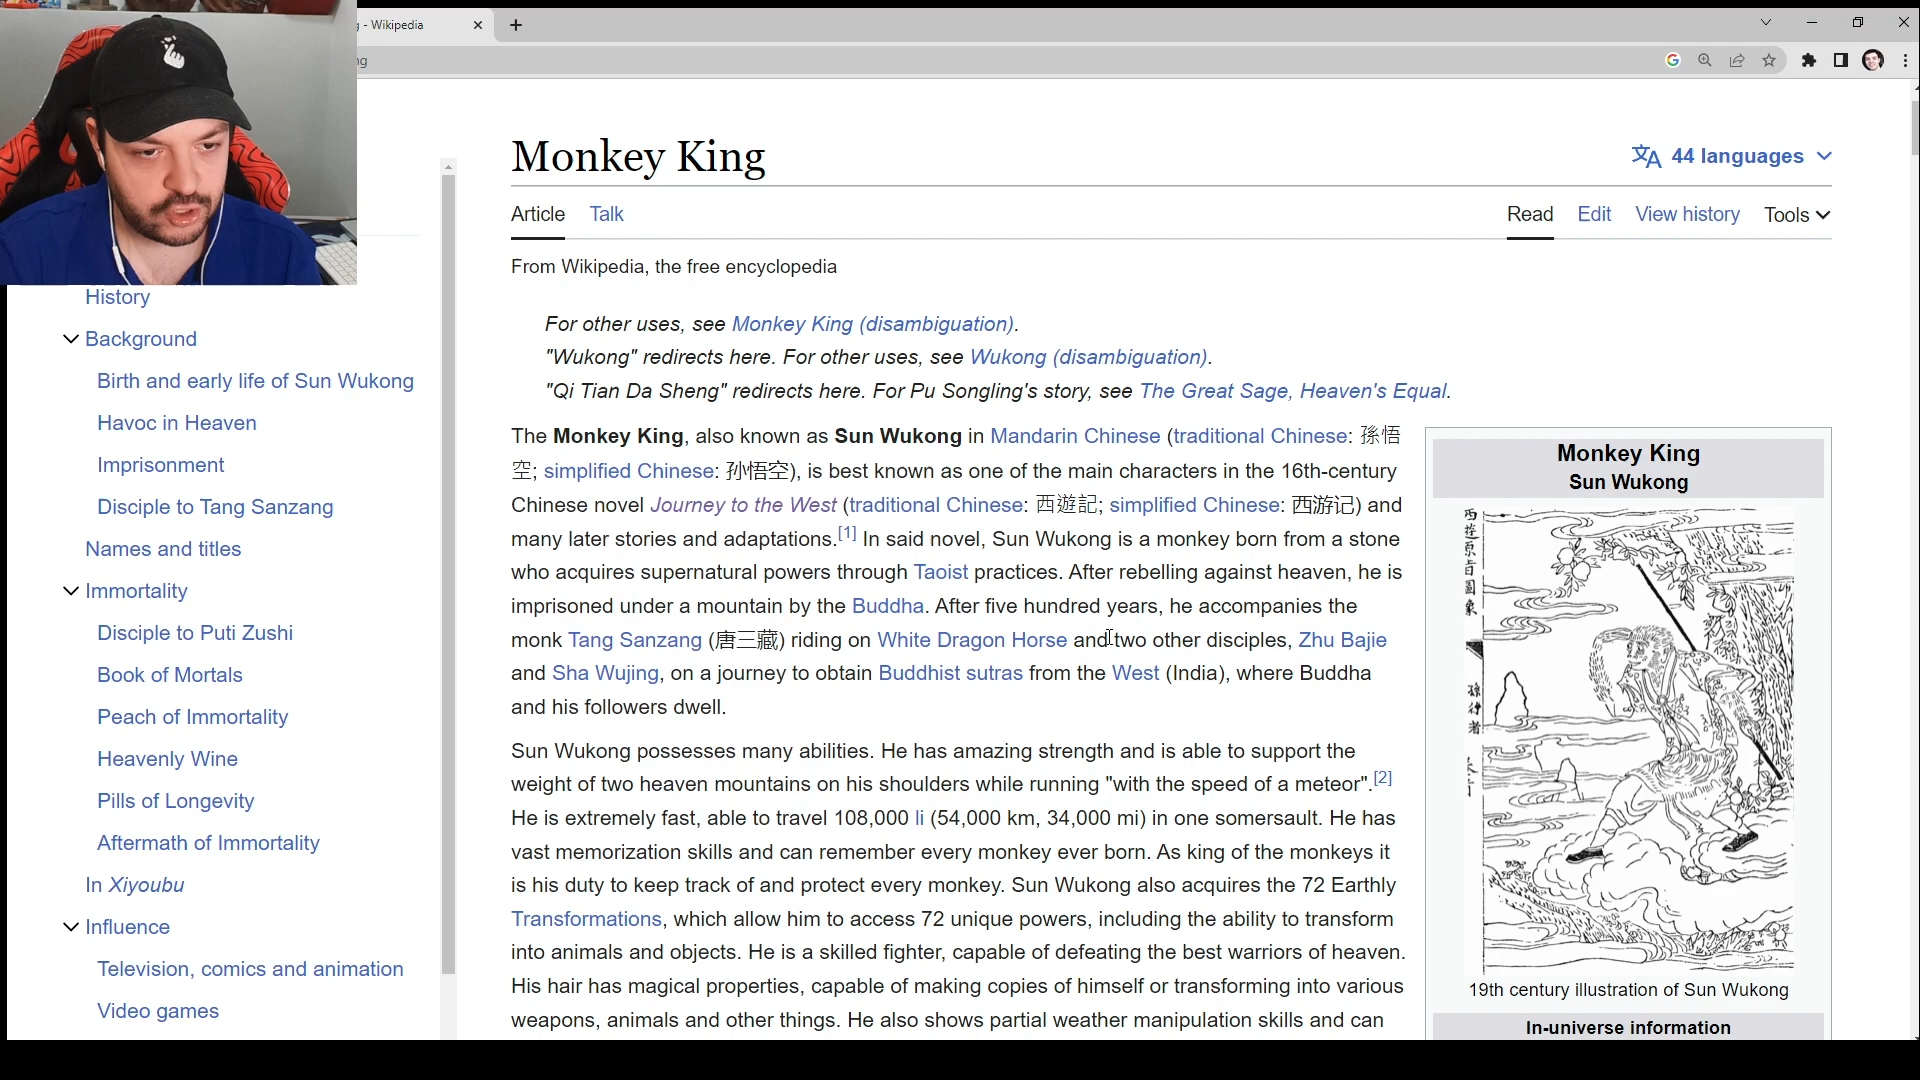 g - Wikipedia
ng
Monkey King
44 languages
Article
Talk
Read
Edit
View history
Tools
From Wikipedia, the free encyclopedia
History
Background
Birth and early life of Sun Wukong
Havoc in Heaven
Imprisonment
Disciple to Tang Sanzang
Names and titles
Immortality
Disciple to Puti Zushi
Book of Mortals
Peach of Immortality
Heavenly Wine
Pills of Longevity
Aftermath of Immortality
In Xiyoubu
Influence
Television, comics and animation
Video games
For other uses, see Monkey King (disambiguation).
"Wukong" redirects here. For other uses, see Wukong (disambiguation).
"Qi Tian Da Sheng" redirects here. For Pu Songling's story, see The Great Sage, Heaven's Equal.
The Monkey King, also known as Sun Wukong in Mandarin Chinese (traditional Chinese: 孫悟
空; simplified Chinese: 孙悟空), is best known as one of the main characters in the 16th-century
Chinese novel Journey to the West (traditional Chinese: 西遊記; simplified Chinese: 西游记) and
many later stories and adaptations.[1] In said novel, Sun Wukong is a monkey born from a stone
who acquires supernatural powers through Taoist practices. After rebelling against heaven, he is
imprisoned under a mountain by the Buddha. After five hundred years, he accompanies the
monk Tang Sanzang (唐三藏) riding on White Dragon Horse and two other disciples, Zhu Bajie
and Sha Wujing, on a journey to obtain Buddhist sutras from the West (India), where Buddha
and his followers dwell.
Sun Wukong possesses many abilities. He has amazing strength and is able to support the
weight of two heaven mountains on his shoulders while running "with the speed of a meteor".[2]
He is extremely fast, able to travel 108,000 li (54,000 km, 34,000 mi) in one somersault. He has
vast memorization skills and can remember every monkey ever born. As king of the monkeys it
is his duty to keep track of and protect every monkey. Sun Wukong also acquires the 72 Earthly
Transformations, which allow him to access 72 unique powers, including the ability to transform
into animals and objects. He is a skilled fighter, capable of defeating the best warriors of heaven.
His hair has magical properties, capable of making copies of himself or transforming into various
weapons, animals and other things. He also shows partial weather manipulation skills and can
Monkey King
Sun Wukong
西遊原旨圖象
孫行者
19th century illustration of Sun Wukong
In-universe information